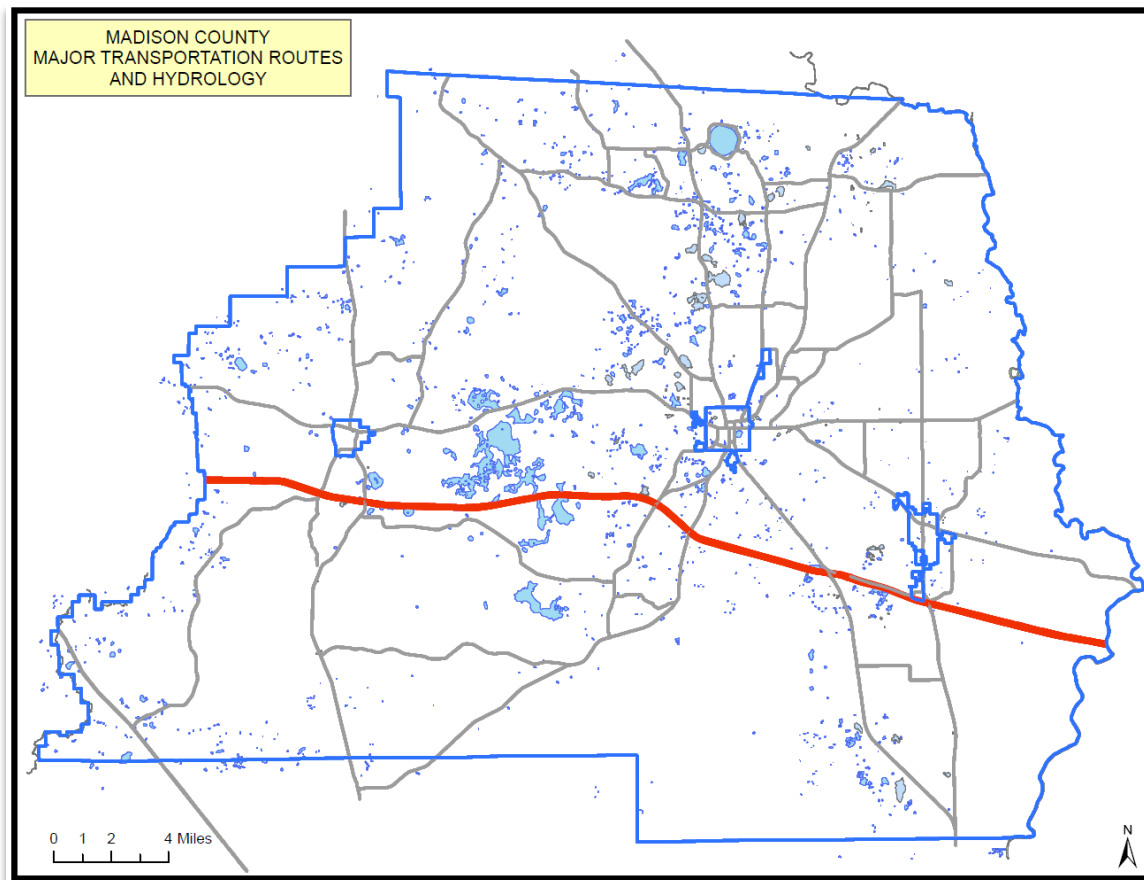 MADISON COUNTY
MAJOR TRANSPORTATION ROUTES
AND HYDROLOGY
0 1 2 4 Miles
N